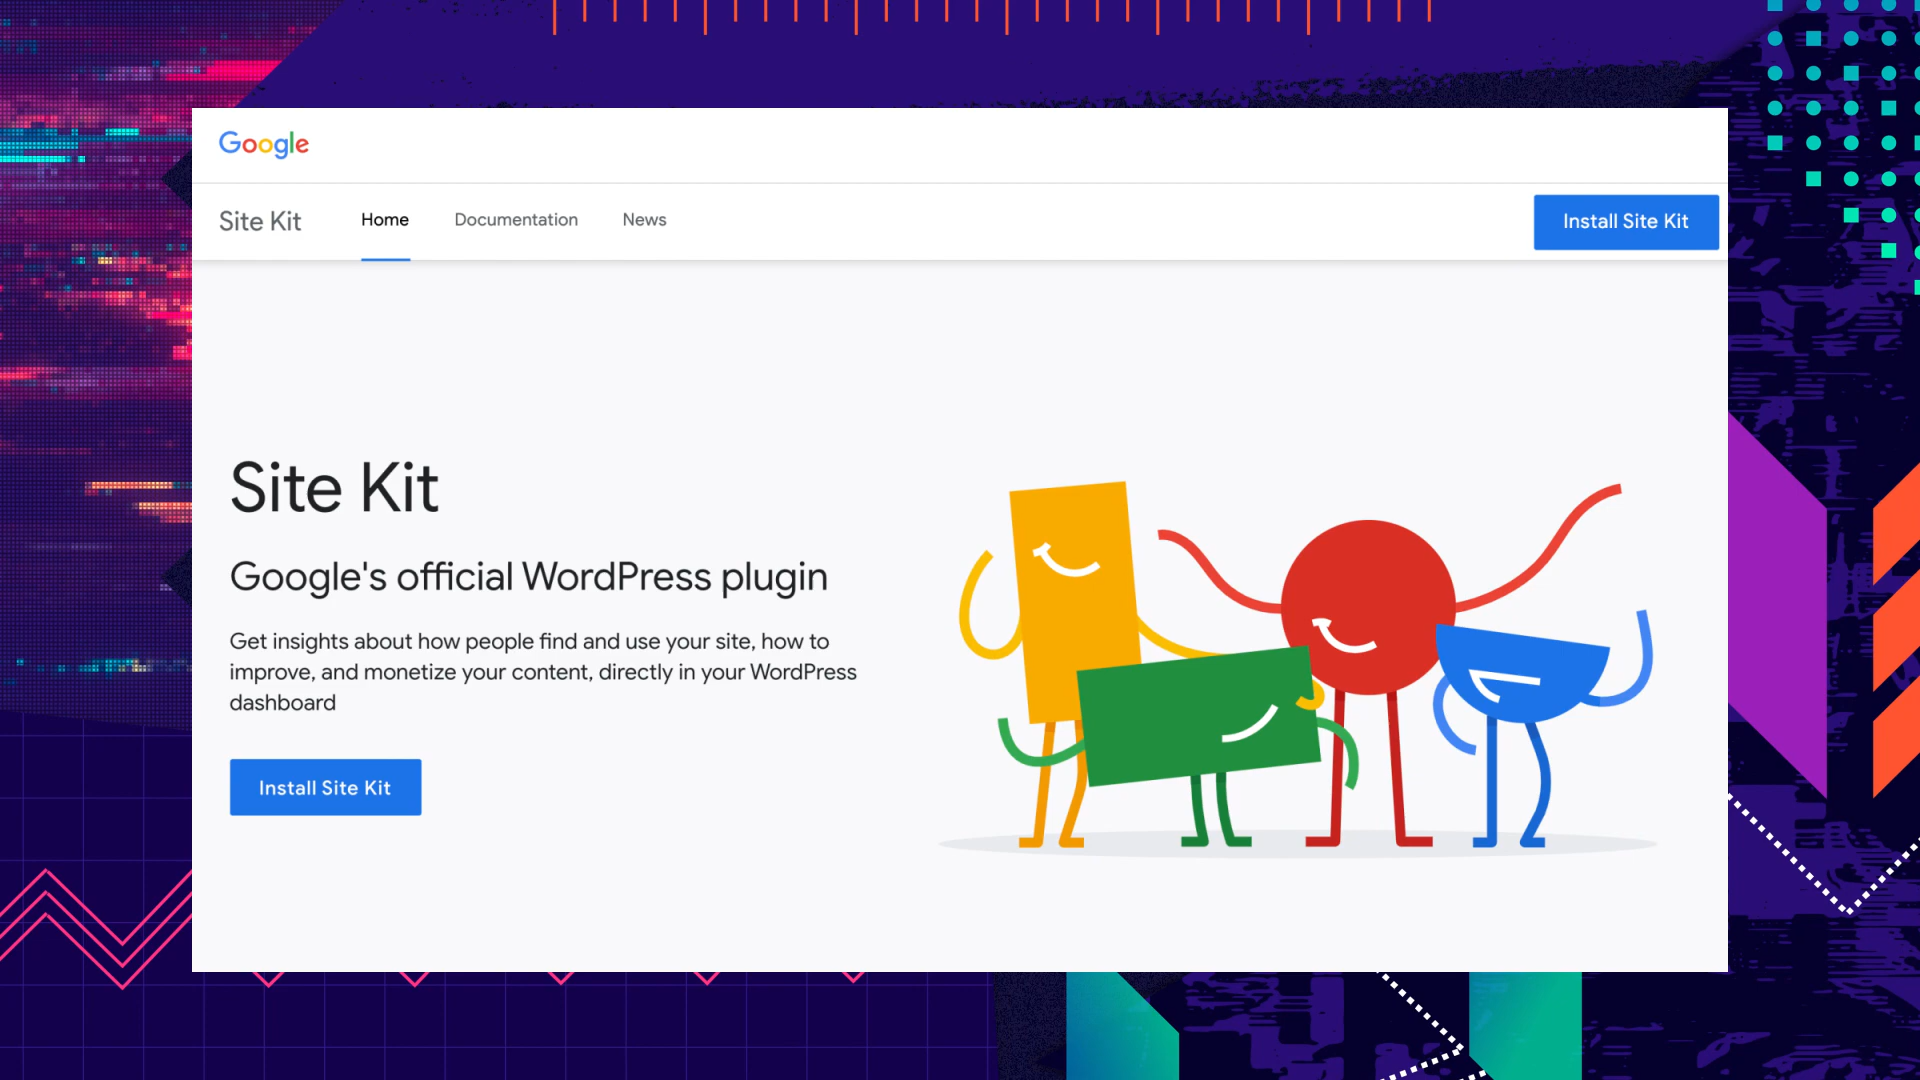 Google
Site Kit
Home
Documentation
News
Install Site Kit
Site Kit
Google's official WordPress plugin
Get insights about how people find and use your site, how to
improve, and monetize your content, directly in your WordPress
dashboard
Install Site Kit